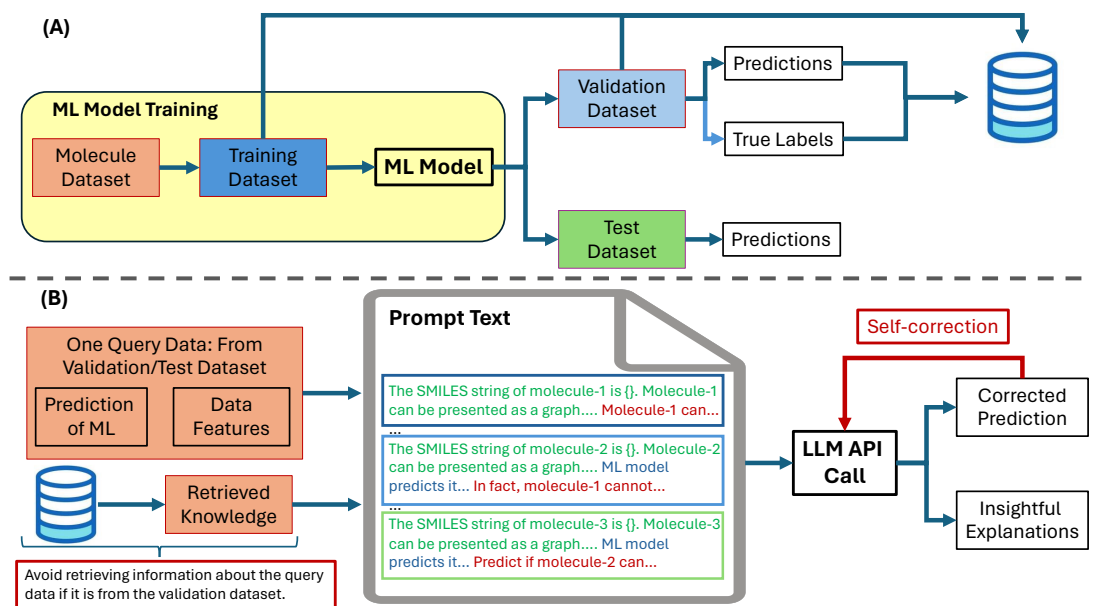 (A)
ML Model Training
Molecule
Dataset
Training
Dataset
ML Model
Validation
Dataset
Predictions
True Labels
Test
Dataset
Predictions
(B)
One Query Data: From
Validation/Test Dataset
Prediction
of ML
Data
Features
Retrieved
Knowledge
Avoid retrieving information about the query
data if it is from the validation dataset.
Prompt Text
The SMILES string of molecule-1 is {}. Molecule-1
can be presented as a graph.... Molecule-1 can...
...
The SMILES string of molecule-2 is {}. Molecule-2
can be presented as a graph.... ML model
predicts it... In fact, molecule-1 cannot...
...
The SMILES string of molecule-3 is {}. Molecule-3
can be presented as a graph.... ML model
predicts it... Predict if molecule-2 can...
Self-correction
LLM API
Call
Corrected
Prediction
Insightful
Explanations